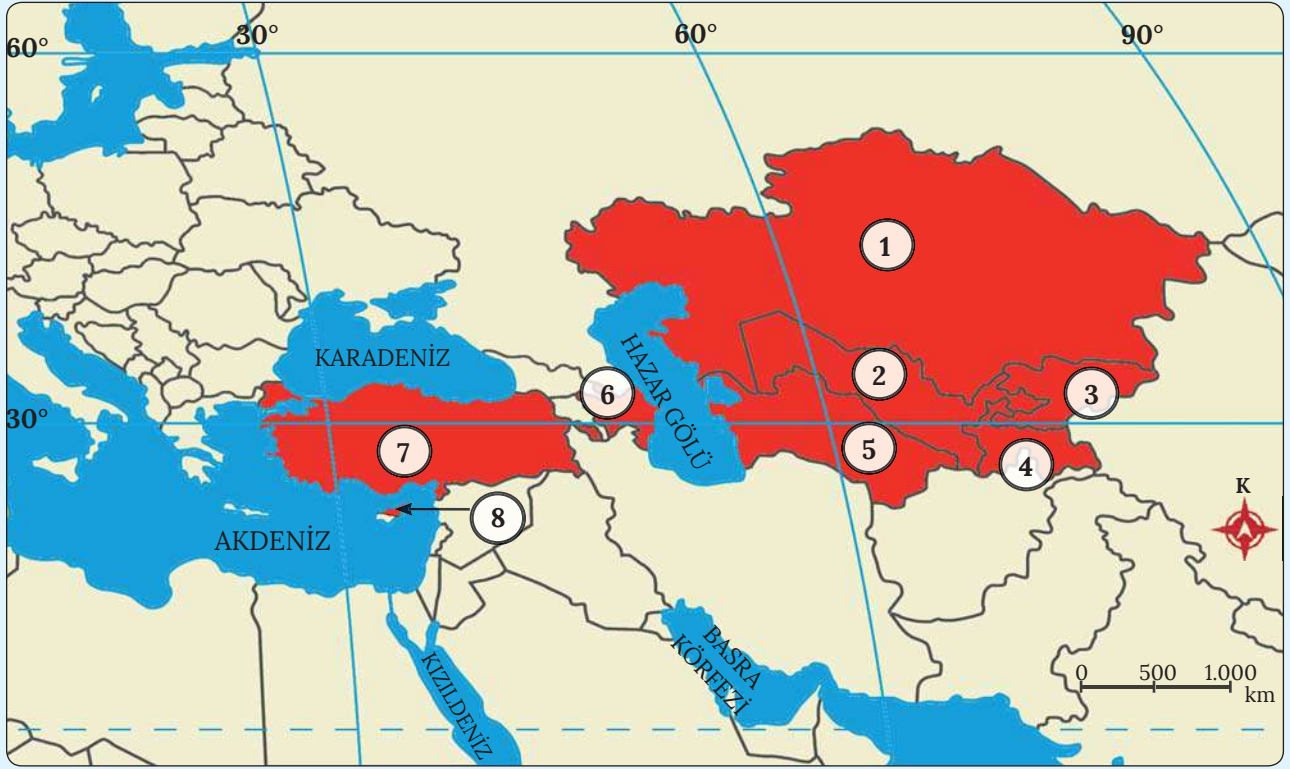 60°
30°
60°
90°
1
KARADENİZ
HAZAR GÖLÜ
2
6
3
30°
7
5
4
8
K
AKDENİZ
BASRA
KÖRFEZİ
KIZILDENİZ
0 500 1.000
km